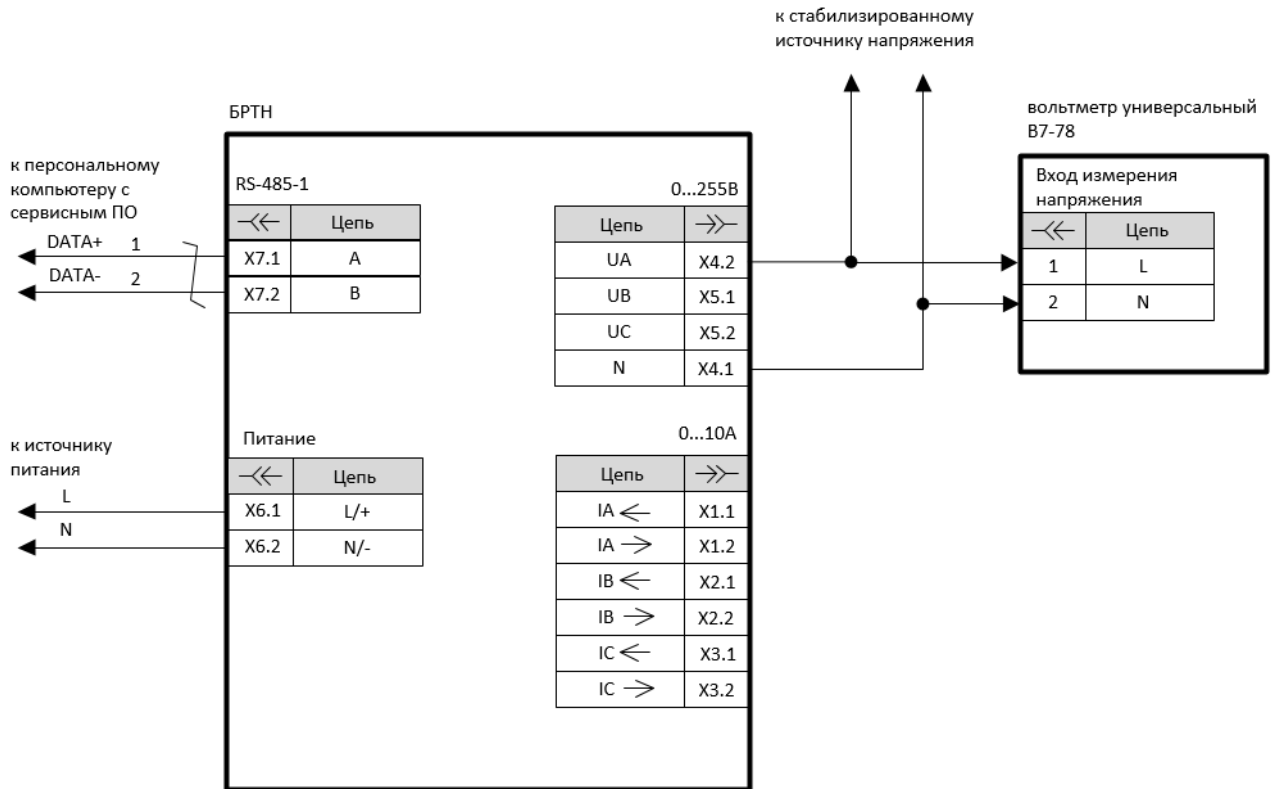 к стабилизированному
источнику напряжения
БРТН
вольтметр универсальный
В7-78
к персональному
компьютеру с
сервисным ПО
DATA+ 1
DATA- 2
RS-485-1
Цепь
X7.1 A
X7.2 B
0...255В
Цепь
UA X4.2
UB X5.1
UC X5.2
N X4.1
Вход измерения
напряжения
Цепь
1 L
2 N
к источнику
питания
L
N
Питание
Цепь
X6.1 L/+
X6.2 N/-
0...10А
Цепь
IA X1.1
IA X1.2
IB X2.1
IB X2.2
IC X3.1
IC X3.2